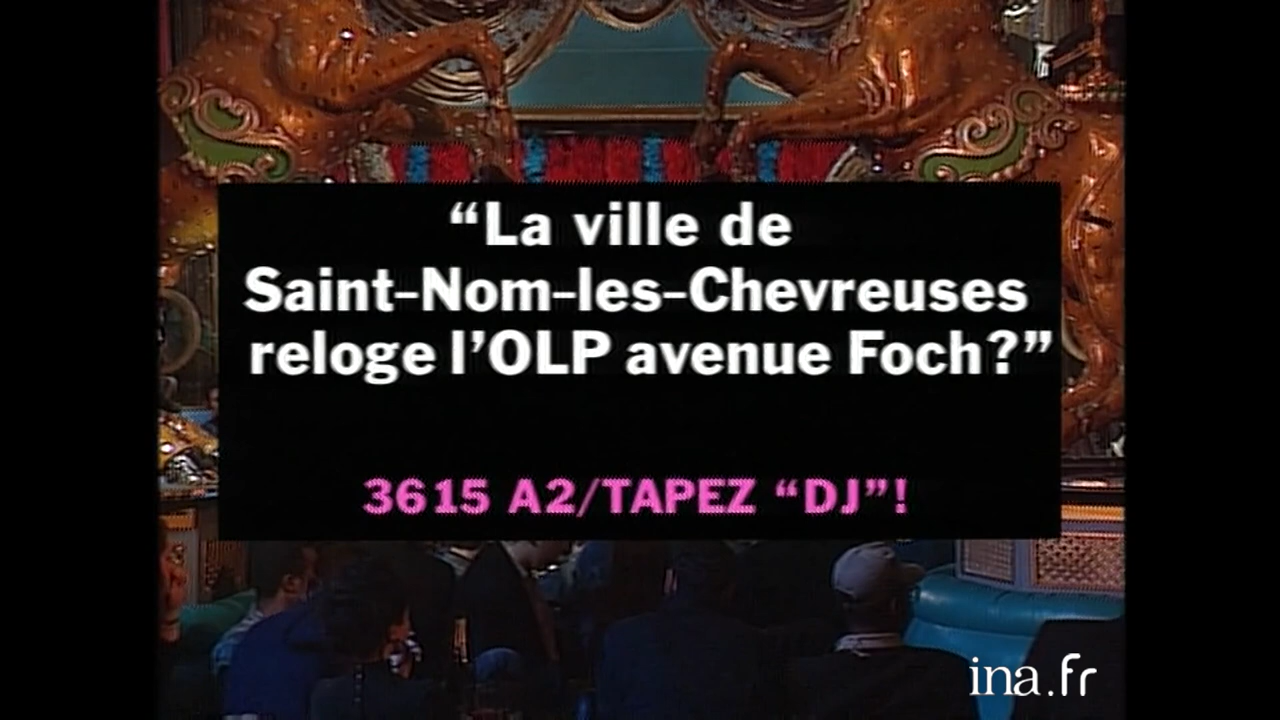 “La ville de
Saint-Nom-les-Chevreuses
reloge l’OLP avenue Foch?”
3615 A2/TAPEZ “DJ”!
ina.fr